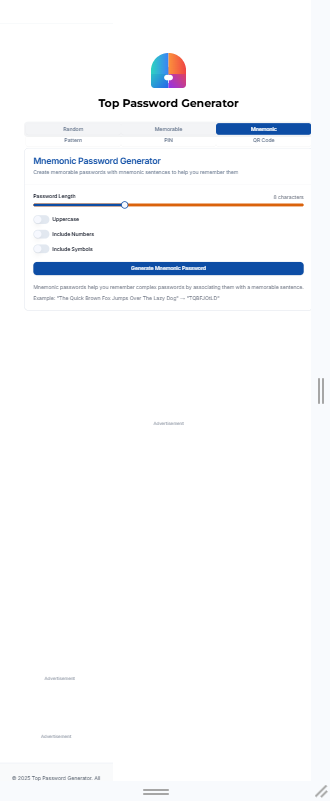 Top Password Generator
Random Memorable Mnemonic
Pattern PIN QR Code
Mnemonic Password Generator
Create memorable passwords with mnemonic sentences to help you remember them
Password Length 8 characters
Uppercase
Include Numbers
Include Symbols
Generate Mnemonic Password
Mnemonic passwords help you remember complex passwords by associating them with a memorable sentence.
Example: "The Quick Brown Fox Jumps Over The Lazy Dog" → "TQBFJOtLD"
Advertisement
Advertisement
Advertisement
© 2025 Top Password Generator. All